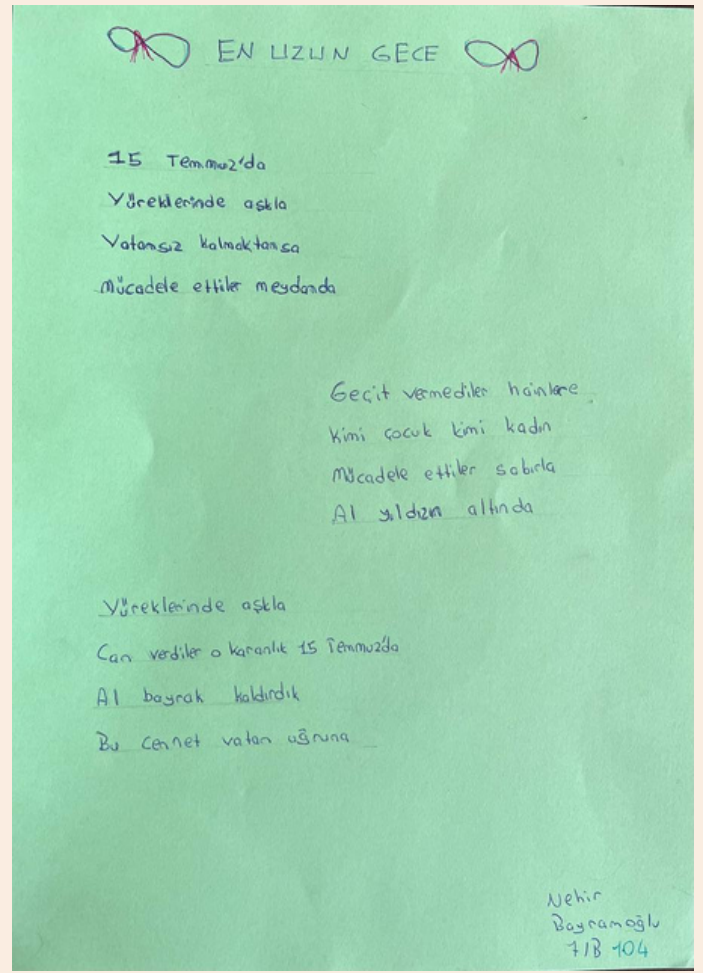 EN UZUN GECE
15 Temmuz'da
Yüreklerinde aşkla
Vatansız kalmaktansa
Mücadele ettiler meydanda
Geçit vermediler hainlere
Kimi çocuk kimi kadın
Mücadele ettiler sabırla
Al yıldızın altında
Yüreklerinde aşkla
Can verdiler o karanlık 15 Temmuz'da
Al bayrak kaldırdık
Bu cennet vatan uğruna
Nehir
Bayramoğlu
7/B 104